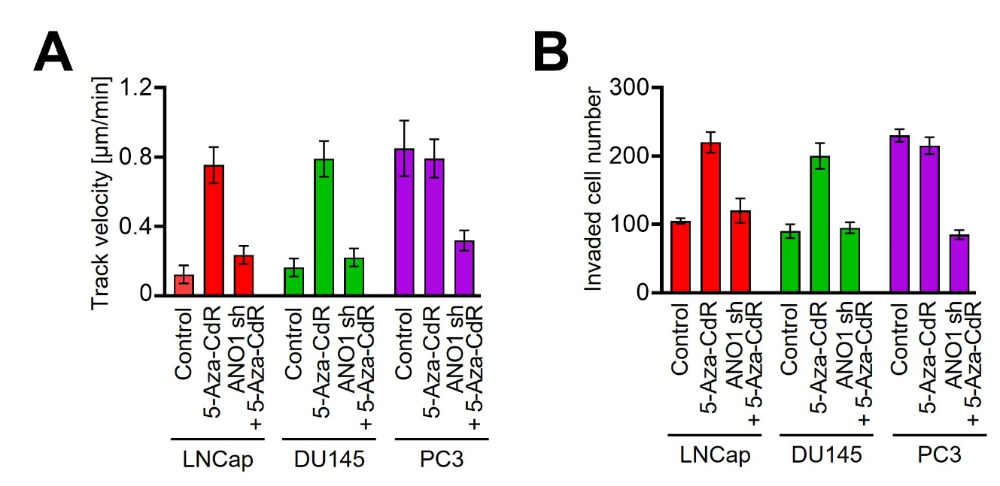 A
Track velocity [µm/min]
1.2
0.8
0.4
0
Control
5-Aza-CdR
ANO1 sh
+ 5-Aza-CdR
Control
5-Aza-CdR
ANO1 sh
+ 5-Aza-CdR
Control
5-Aza-CdR
ANO1 sh
+ 5-Aza-CdR
LNCap
DU145
PC3
B
Invaded cell number
300
200
100
0
Control
5-Aza-CdR
ANO1 sh
+ 5-Aza-CdR
Control
5-Aza-CdR
ANO1 sh
+ 5-Aza-CdR
Control
5-Aza-CdR
ANO1 sh
+ 5-Aza-CdR
LNCap
DU145
PC3